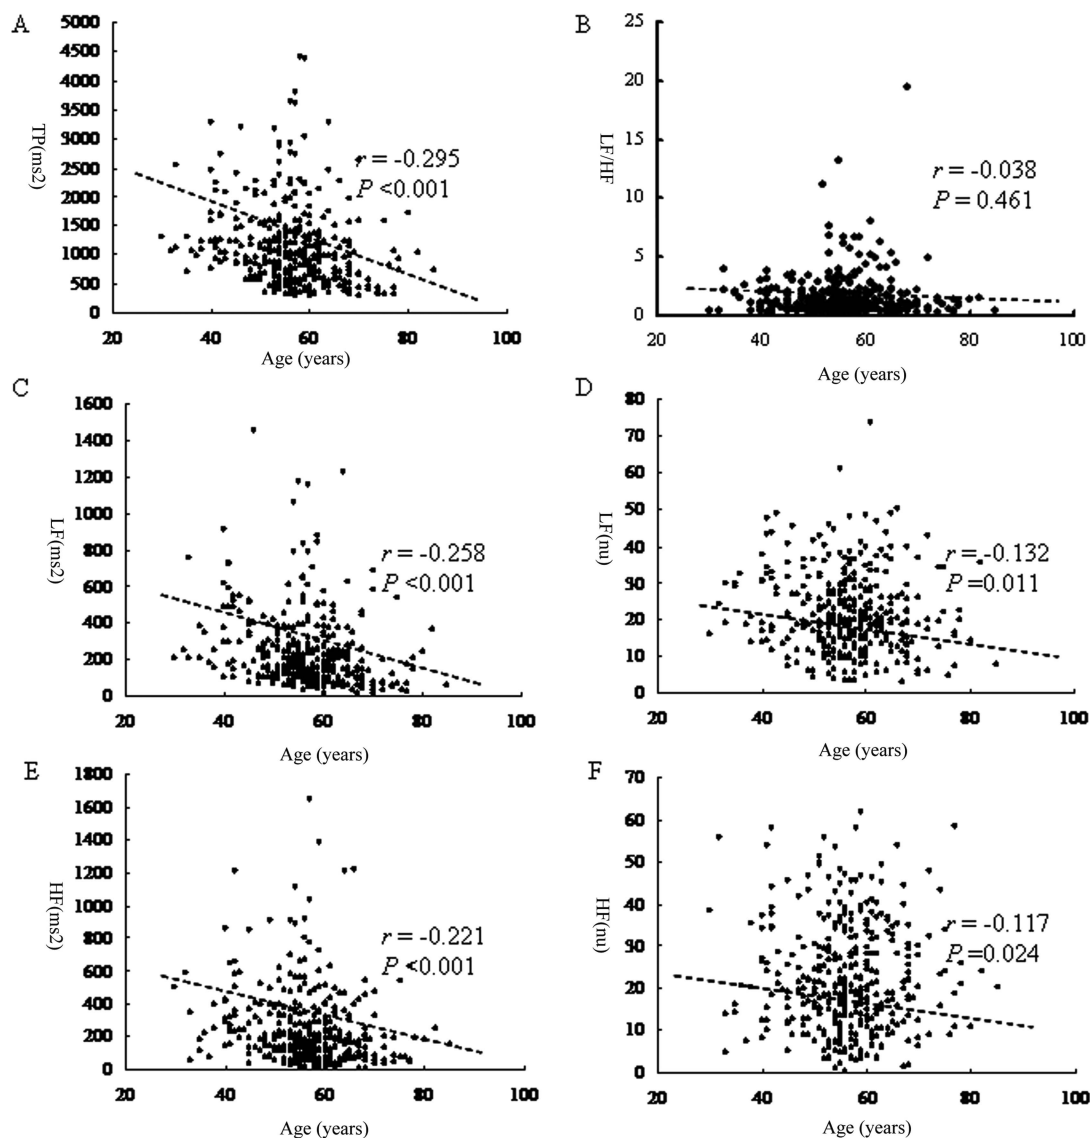 A
5000
4500
4000
3500
3000
2500
2000
1500
1000
500
0
TP(ms2)
r = -0.295
P <0.001
20 40 60 80 100
Age (years)
B
25
20
15
10
5
0
LF/HF
r = -0.038
P = 0.461
20 40 60 80 100
Age (years)
C
1600
1400
1200
1000
800
600
400
200
0
LF(ms2)
r = -0.258
P <0.001
20 40 60 80 100
Age (years)
D
80
70
60
50
40
30
20
10
0
LF(nu)
r = -0.132
P =0.011
20 40 60 80 100
Age (years)
E
1800
1600
1400
1200
1000
800
600
400
200
0
HF(ms2)
r = -0.221
P <0.001
20 40 60 80 100
Age (years)
F
70
60
50
40
30
20
10
0
HF(nu)
r = -0.117
P =0.024
20 40 60 80 100
Age (years)